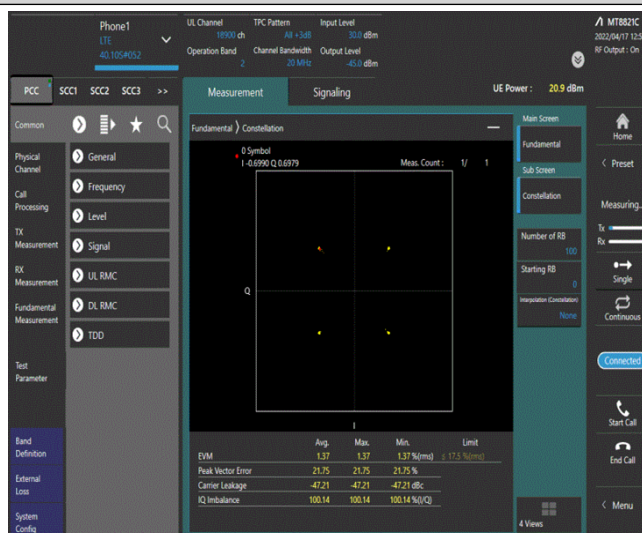 Phone1
LTE
40.10S#052
UL Channel
18900 ch
TPC Pattern
All +3dB
Input Level
30.0 dBm
Operation Band
2
Channel Bandwidth
20 MHz
Output Level
-45.0 dBm
MT8821C
2022/04/17 12:5
RF Output : On
PCC
SCC1
SCC2
SCC3
>>
Measurement
Signaling
UE Power :
20.9 dBm
Common
Physical
Channel
Call
Processing
TX
Measurement
RX
Measurement
Fundamental
Measurement
Test
Parameter
Band
Definition
External
Loss
System
Config
General
Frequency
Level
Signal
UL RMC
DL RMC
TDD
Fundamental
Constellation
0 Symbol
I -0.6990 Q 0.6979
Meas. Count :
1/
1
Q
I
Avg.
Max.
Min.
Limit
EVM
1.37
1.37
1.37 %(rms)
≤ 17.5 %(rms)
Peak Vector Error
21.75
21.75
21.75 %
Carrier Leakage
-47.21
-47.21
-47.21 dBc
IQ Imbalance
100.14
100.14
100.14 %(I/Q)
Main Screen
Fundamental
Sub Screen
Constellation
Number of RB
100
Starting RB
0
Interpolation (Constellation)
None
4 Views
Home
Preset
Measuring..
Tx
Rx
Single
Continuous
Connected
Start Call
End Call
Menu